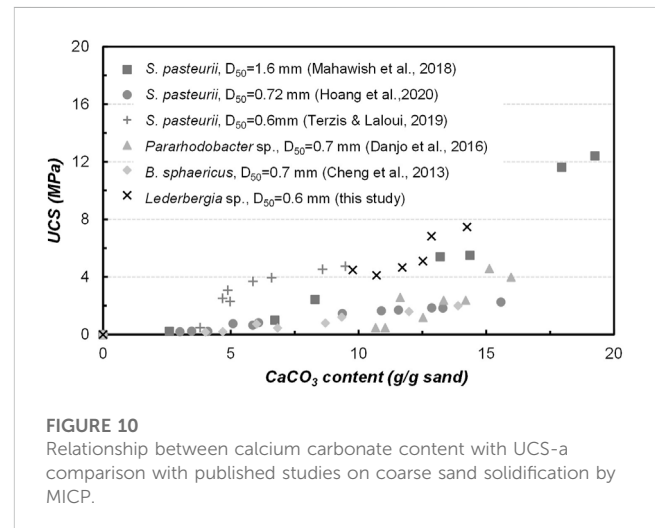 20
16
12
8
4
0
UCS (MPa)
S. pasteurii, D50=1.6 mm (Mahawish et al., 2018)
S. pasteurii, D50=0.72 mm (Hoang et al.,2020)
S. pasteurii, D50=0.6mm (Terzis & Laloui, 2019)
Pararhodobacter sp., D50=0.7 mm (Danjo et al., 2016)
B. sphaericus, D50=0.7 mm (Cheng et al., 2013)
Lederbergia sp., D50=0.6 mm (this study)
0 5 10 15 20
CaCO3 content (g/g sand)
FIGURE 10
Relationship between calcium carbonate content with UCS-a
comparison with published studies on coarse sand solidification by
MICP.